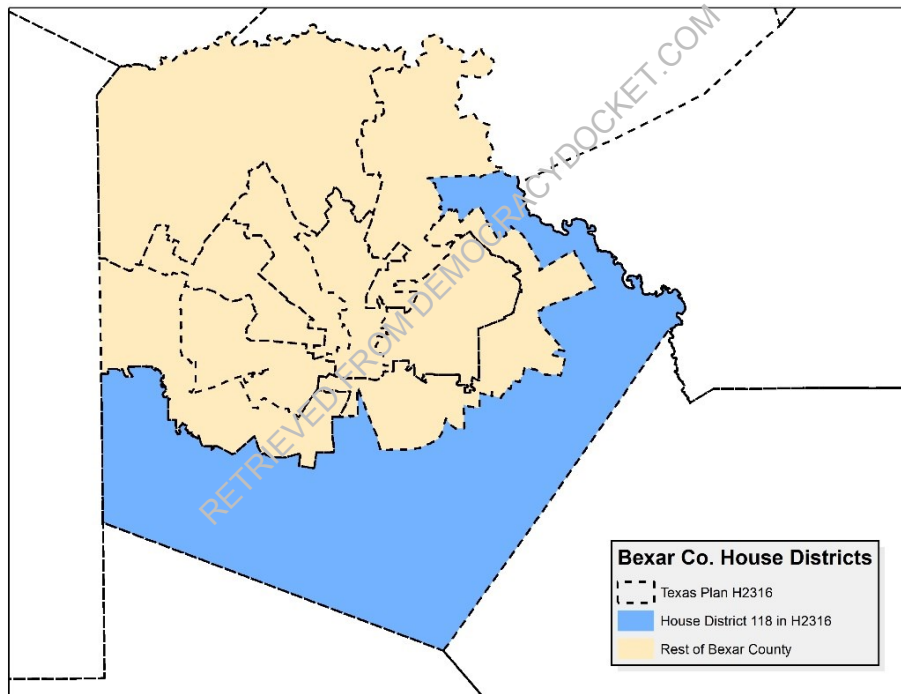 RETRIEVED FROM DEMOCRACYDOCKET.COM
Bexar Co. House Districts
Texas Plan H2316
House District 118 in H2316
Rest of Bexar County